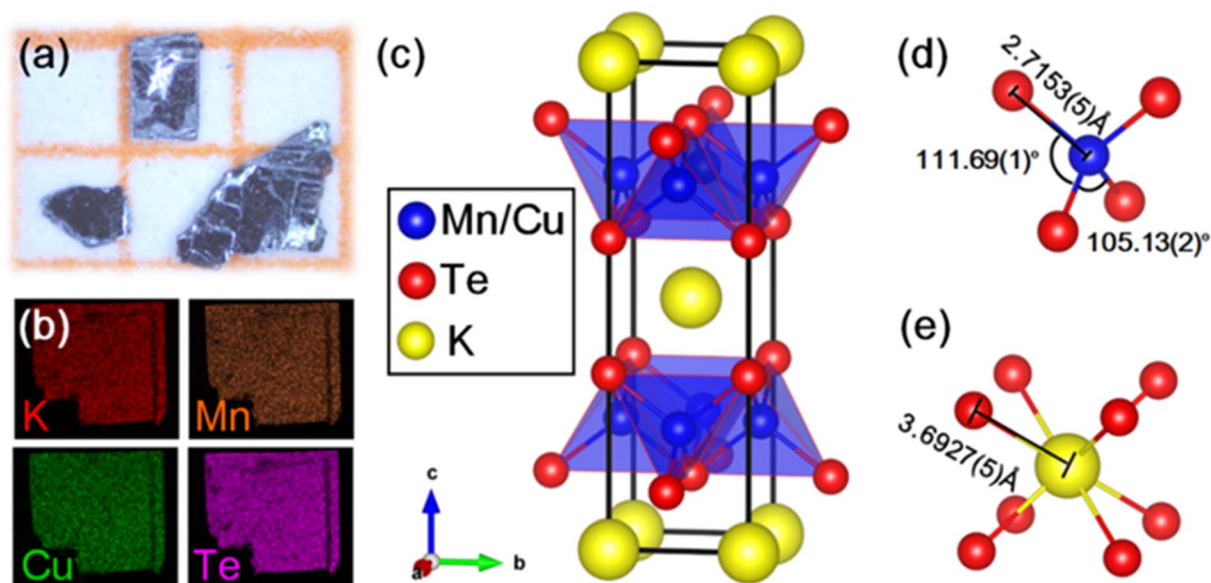 (a)
(b)
K
Mn
Cu
Te
(c)
Mn/Cu
Te
K
c
a
b
(d)
2.7153(5)Å
111.69(1)°
105.13(2)°
(e)
3.6927(5)Å